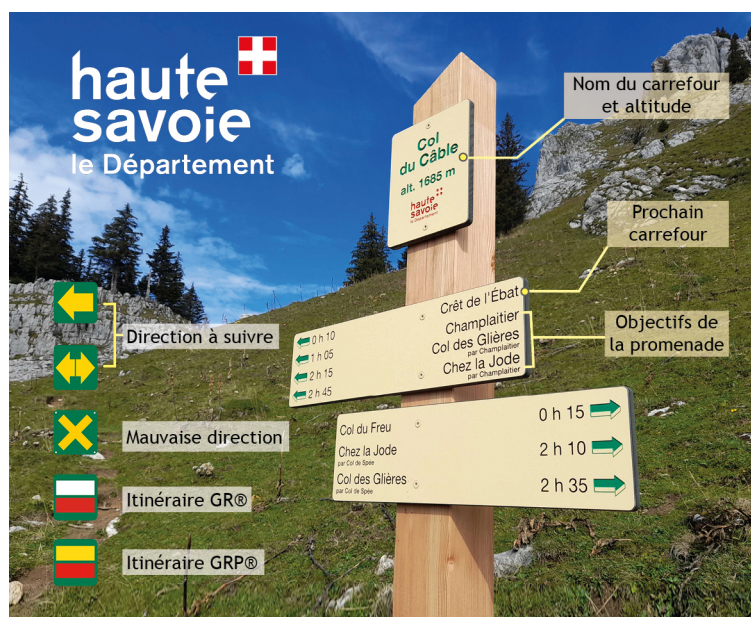 haute
savoie
le Département
Nom du carrefour
et altitude
Col
du Câble
alt. 1685 m
haute
savoie
le Département
Prochain
carrefour
Crêt de l'Ébat
Champlaitier
Col des Glières
par Champlaitier
Chez la Jode
par Champlaitier
0 h 10
1 h 05
2 h 15
2 h 45
Objectifs de
la promenade
Direction à suivre
Col du Freu
0 h 15
Chez la Jode
par Col de Spée
2 h 10
Col des Glières
par Col de Spée
2 h 35
Mauvaise direction
Itinéraire GR®
Itinéraire GRP®